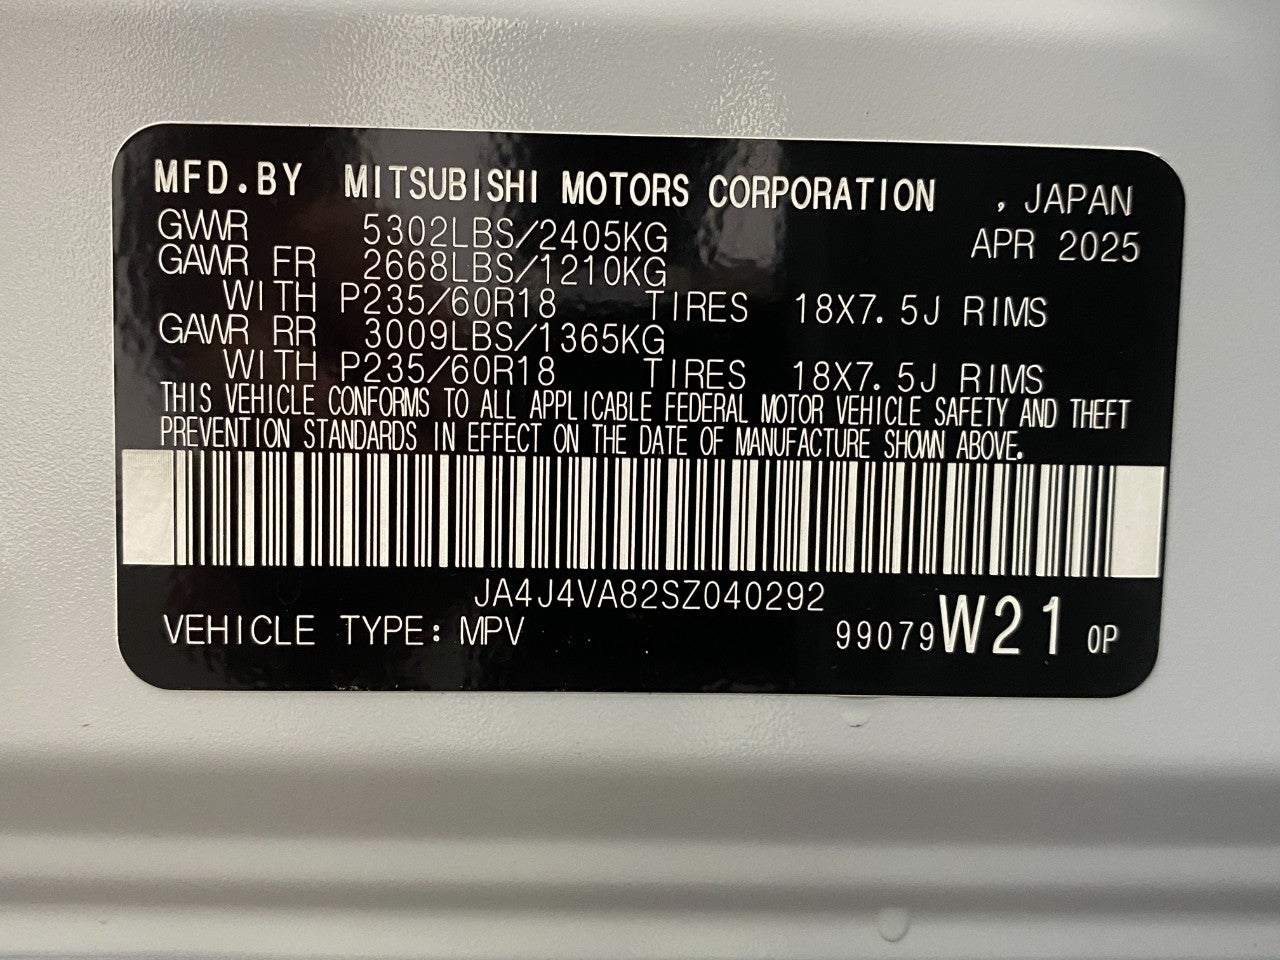 MFD.BY MITSUBISHI MOTORS CORPORATION , JAPAN
GVWR 5302LBS/2405KG APR 2025
GAWR FR 2668LBS/1210KG
WITH P235/60R18 TIRES 18X7.5J RIMS
GAWR RR 3009LBS/1365KG
WITH P235/60R18 TIRES 18X7.5J RIMS
THIS VEHICLE CONFORMS TO ALL APPLICABLE FEDERAL MOTOR VEHICLE SAFETY AND THEFT
PREVENTION STANDARDS IN EFFECT ON THE DATE OF MANUFACTURE SHOWN ABOVE.
JA4J4VA82SZ040292
VEHICLE TYPE: MPV 99079 W21 0P